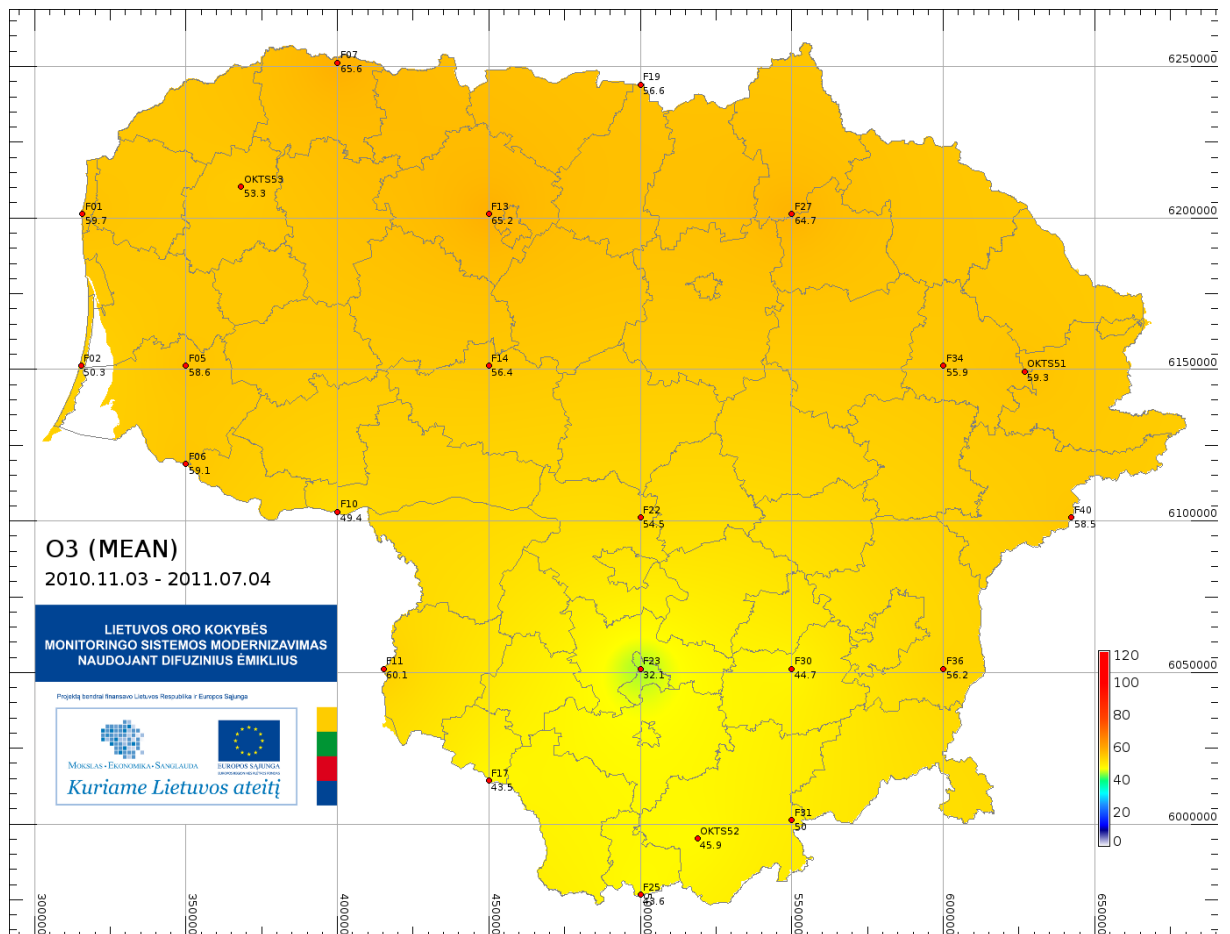 F07
65.6
6250000
F19
56.6
OKTS53
53.3
F01
59.7
F13
65.2
F27
64.7
6200000
F02
50.3
F05
58.6
F14
56.4
F34
55.9
OKTS51
59.3
6150000
F06
59.1
F10
49.4
F22
54.5
F40
58.5
6100000
O3 (MEAN)
2010.11.03 - 2011.07.04
LIETUVOS ORO KOKYBĖS
MONITORINGO SISTEMOS MODERNIZAVIMAS
NAUDOJANT DIFUZINIUS ĖMIKLIUS
F11
60.1
F23
32.1
F30
44.7
F36
56.2
6050000
120
100
80
60
40
20
0
Projektą bendrai finansavo Lietuvos Respublika ir Europos Sąjunga
MOKSLAS • EKONOMIKA • SANGLAUDA
EUROPOS SĄJUNGA
Kuriame Lietuvos ateitį
F17
43.5
F31
50
OKTS52
45.9
6000000
F25
43.6
300000
350000
400000
450000
500000
550000
600000
650000